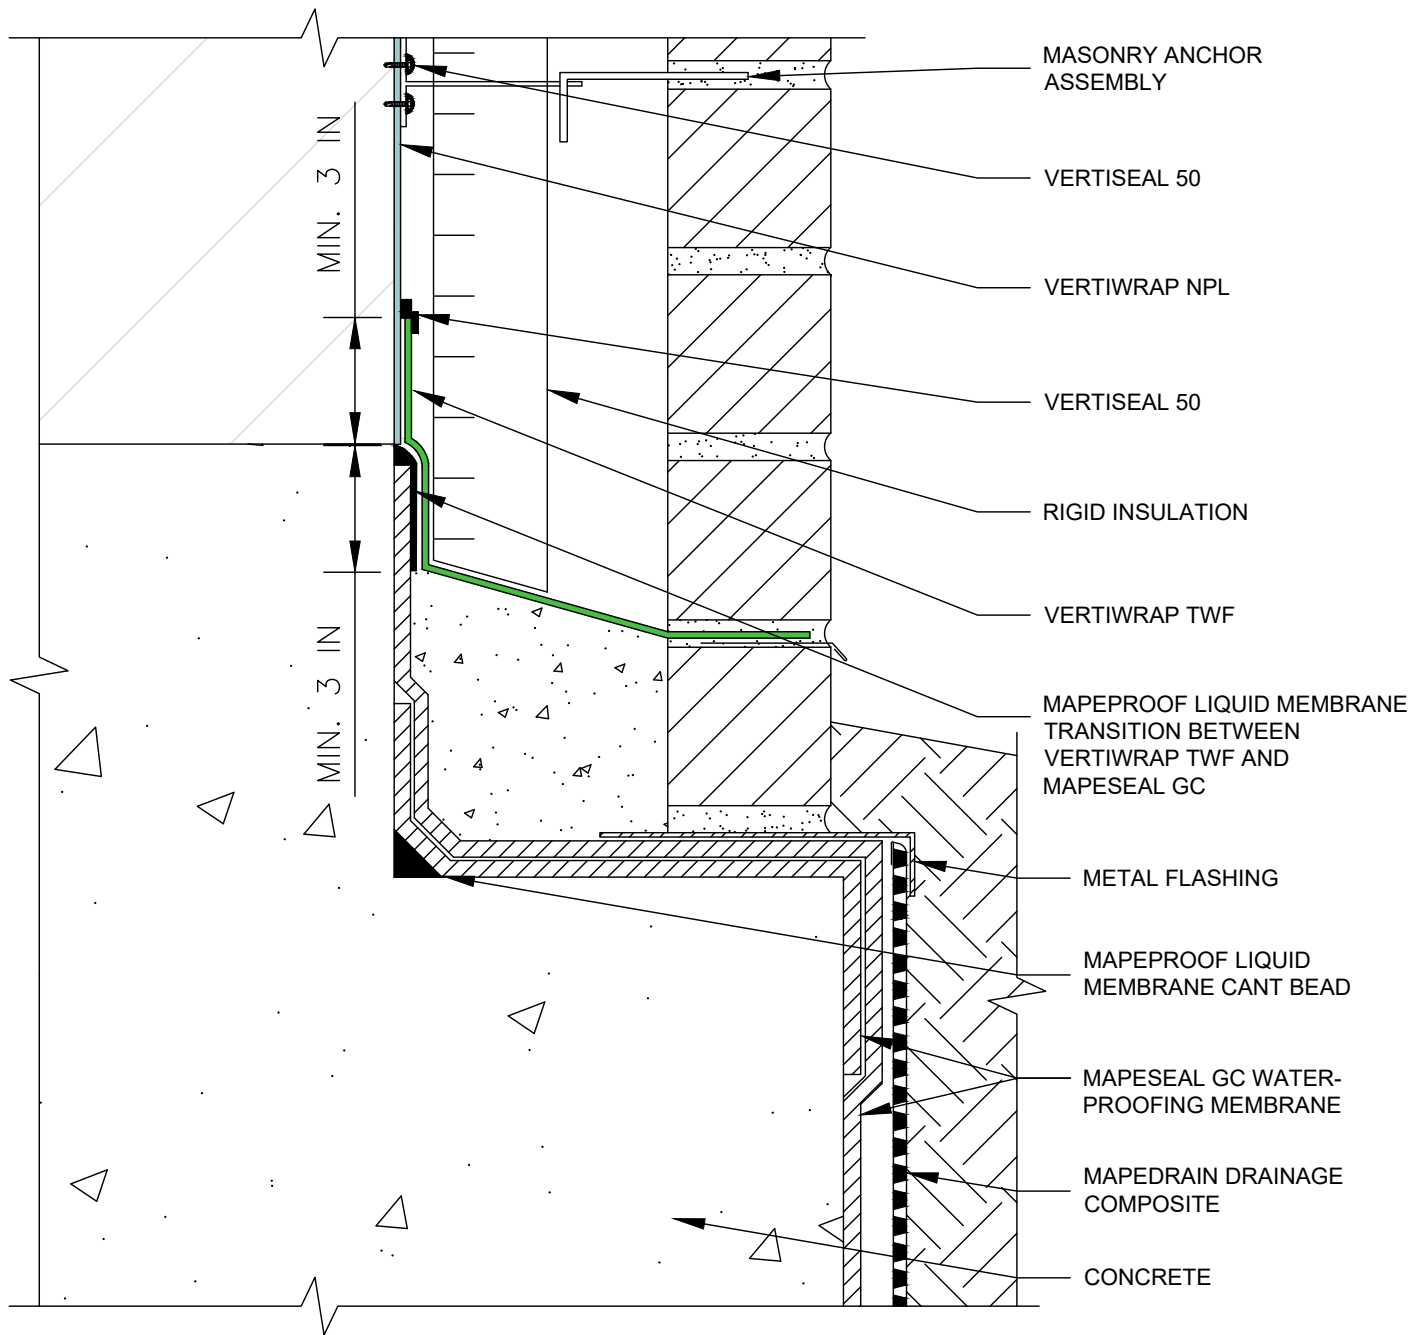 MASONRY ANCHOR
ASSEMBLY
MIN. 3 IN
VERTISEAL 50
VERTIWRAP NPL
VERTISEAL 50
RIGID INSULATION
VERTIWRAP TWF
MIN. 3 IN
MAPEPROOF LIQUID MEMBRANE
TRANSITION BETWEEN
VERTIWRAP TWF AND
MAPESEAL GC
METAL FLASHING
MAPEPROOF LIQUID
MEMBRANE CANT BEAD
MAPESEAL GC WATER-
PROOFING MEMBRANE
MAPEDRAIN DRAINAGE
COMPOSITE
CONCRETE